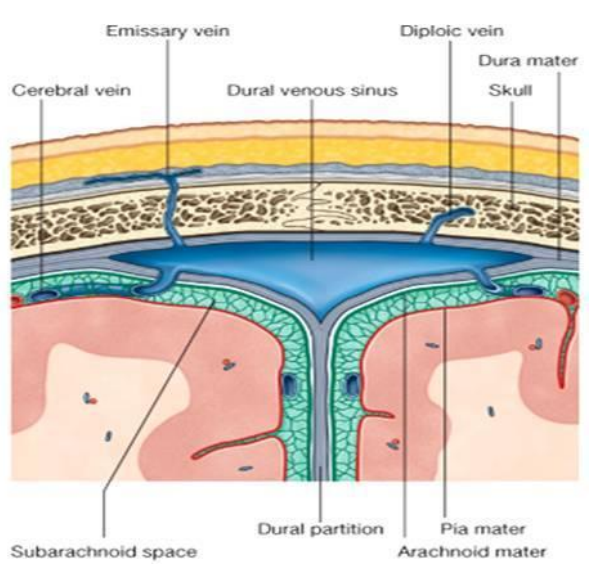 Emissary vein
Diploic vein
Dura mater
Cerebral vein
Dural venous sinus
Skull
Dural partition
Pia mater
Subarachnoid space
Arachnoid mater